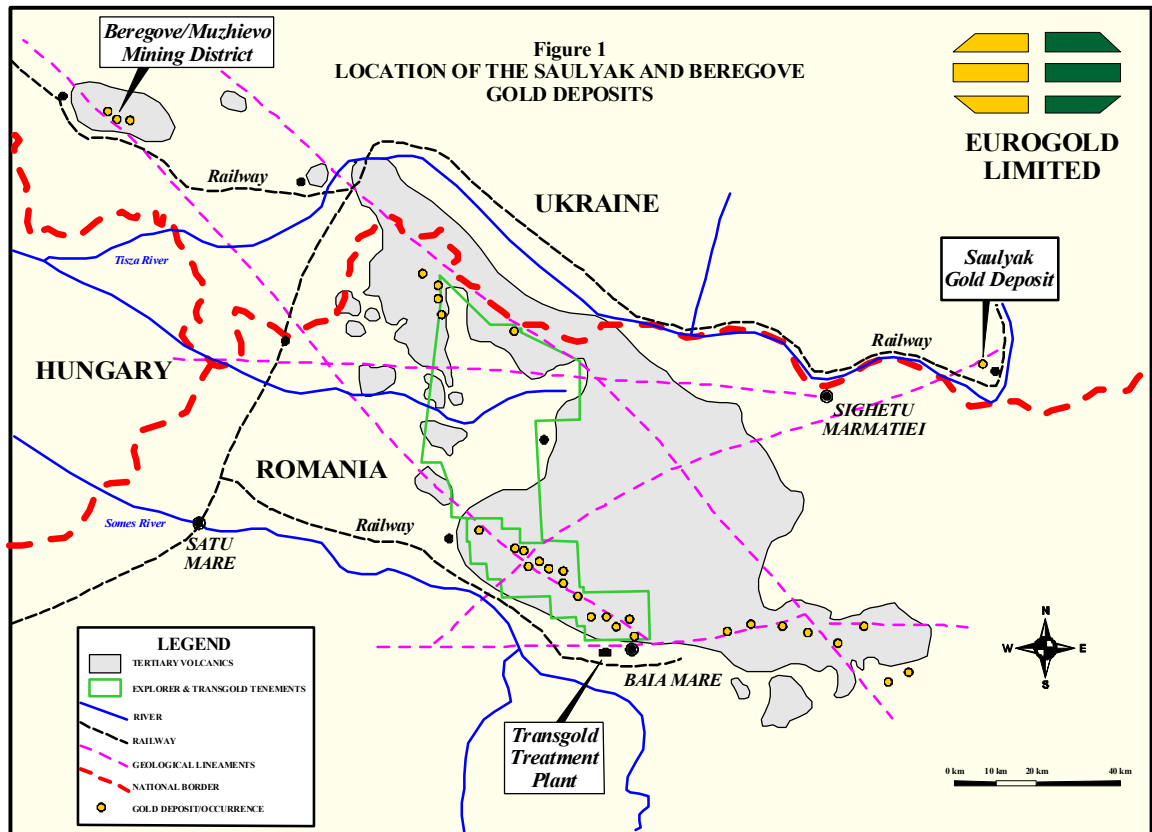 Beregove/Muzhievo
Mining District
Figure 1
LOCATION OF THE SAULYAK AND BEREGOVE
GOLD DEPOSITS
EUROGOLD
LIMITED
Railway
UKRAINE
Tisza River
Saulyak
Gold Deposit
Railway
HUNGARY
SIGHETU
MARMATIEI
ROMANIA
Somes River
Railway
SATU
MARE
BAIA MARE
Transgold
Treatment
Plant
LEGEND
TERTIARY VOLCANICS
EXPLORER & TRANSGOLD TENEMENTS
RIVER
RAILWAY
GEOLOGICAL LINEAMENTS
NATIONAL BORDER
GOLD DEPOSIT/OCCURRENCE
N
W E
S
0 km 10 km 20 km 40 km